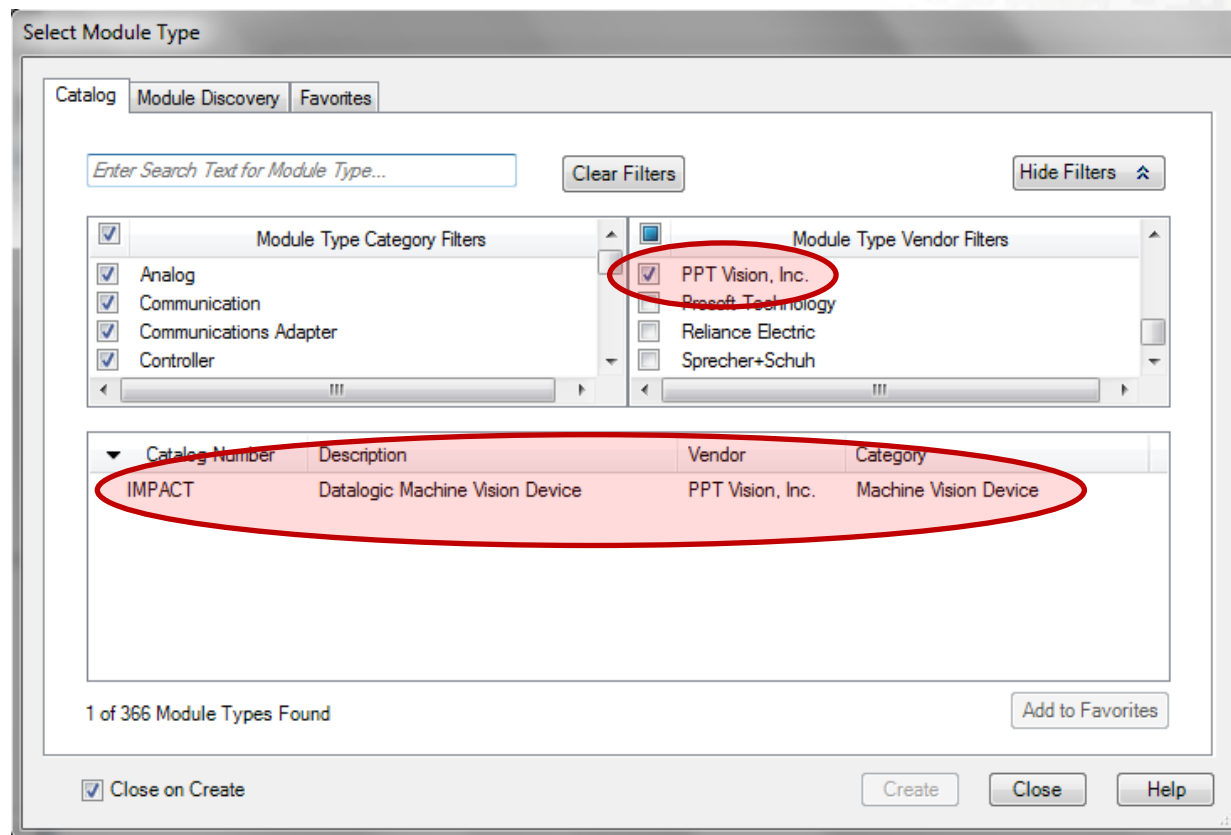 Select Module Type
Catalog Module Discovery Favorites
Enter Search Text for Module Type... Clear Filters Hide Filters
Module Type Category Filters Module Type Vendor Filters
Analog PPT Vision, Inc.
Communication Prosoft Technology
Communications Adapter Reliance Electric
Controller Sprecher+Schuh
Catalog Number Description Vendor Category
IMPACT Datalogic Machine Vision Device PPT Vision, Inc. Machine Vision Device
1 of 366 Module Types Found Add to Favorites
Close on Create Create Close Help